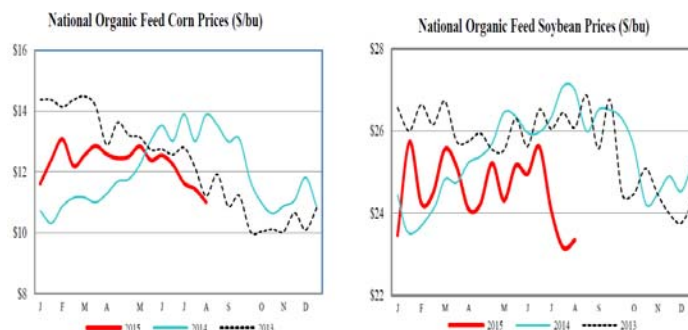 National Organic Feed Corn Prices ($/bu)
$16
$14
$12
$10
$8
J F M A M J J A S O N D
2015 2014 2013
National Organic Feed Soybean Prices ($/bu)
$28
$26
$24
$22
J F M A M J J A S O N D
2015 2014 2013